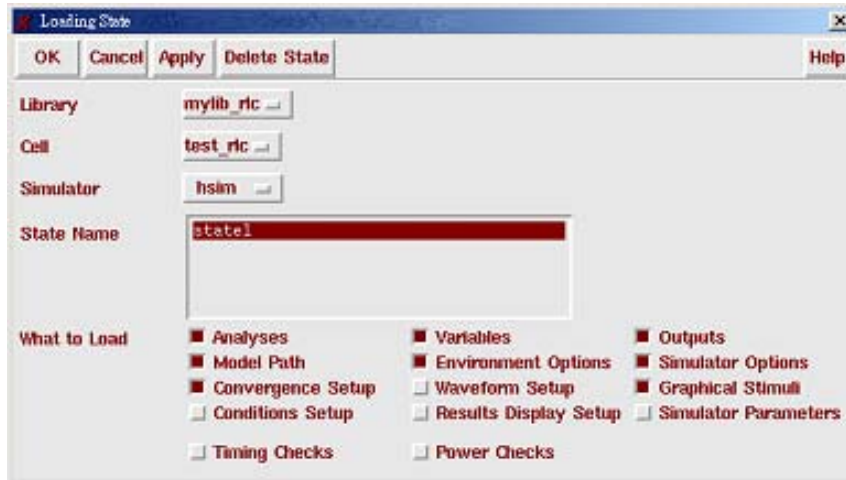 Loading State
OK Cancel Apply Delete State Help
Library mylib_rlc
Cell test_rlc
Simulator hsim
State Name state1
What to Load Analyses Variables Outputs
Model Path Environment Options Simulator Options
Convergence Setup Waveform Setup Graphical Stimuli
Conditions Setup Results Display Setup Simulator Parameters
Timing Checks Power Checks